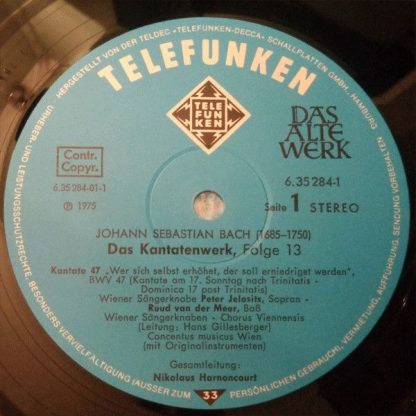 HERGESTELLT VON DER TELDEC »TELEFUNKEN-DECCA« SCHALLPLATTEN GMBH, HAMBURG
TELEFUNKEN
TELE
FUN
KEN
DAS
ALTE
WERK
Contr.
Copyr.
6.35 284-01-1
Ⓟ 1975
6.35 284-1
Seite 1 STEREO
JOHANN SEBASTIAN BACH (1685-1750)
Das Kantatenwerk, Folge 13
Kantate 47 „Wer sich selbst erhöhet, der soll erniedriget werden“,
BWV 47 (Kantate am 17. Sonntag nach Trinitatis -
Dominica 17 post Trinitatis)
Wiener Sängerknabe Peter Jelosits, Sopran -
Ruud van der Meer, Baß
Wiener Sängerknaben - Chorus Viennensis
(Leitung: Hans Gillesberger)
Concentus musicus Wien
(mit Originalinstrumenten)
Gesamtleitung:
Nikolaus Harnoncourt
33
URHEBER- UND LEISTUNGSSCHUTZRECHTE, BESONDERS VERVIELFÄLTIGUNG (AUSSER ZUM PERSÖNLICHEN GEBRAUCH), VERMIETUNG, AUFFÜHRUNG, SENDUNG VORBEHALTEN